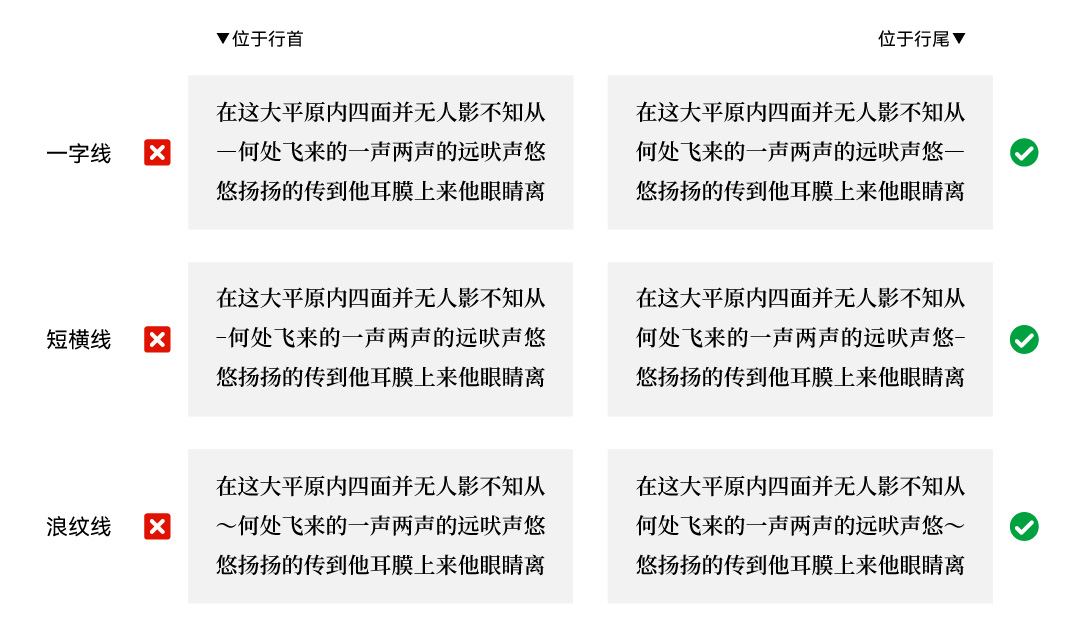 ▼位于行首
位于行尾▼
一字线
在这大平原内四面并无人影不知从
—何处飞来的一声两声的远吠声悠
悠扬扬的传到他耳膜上来他眼睛离
在这大平原内四面并无人影不知从
何处飞来的一声两声的远吠声悠—
悠扬扬的传到他耳膜上来他眼睛离
短横线
在这大平原内四面并无人影不知从
-何处飞来的一声两声的远吠声悠
悠扬扬的传到他耳膜上来他眼睛离
在这大平原内四面并无人影不知从
何处飞来的一声两声的远吠声悠-
悠扬扬的传到他耳膜上来他眼睛离
浪纹线
在这大平原内四面并无人影不知从
～何处飞来的一声两声的远吠声悠
悠扬扬的传到他耳膜上来他眼睛离
在这大平原内四面并无人影不知从
何处飞来的一声两声的远吠声悠～
悠扬扬的传到他耳膜上来他眼睛离